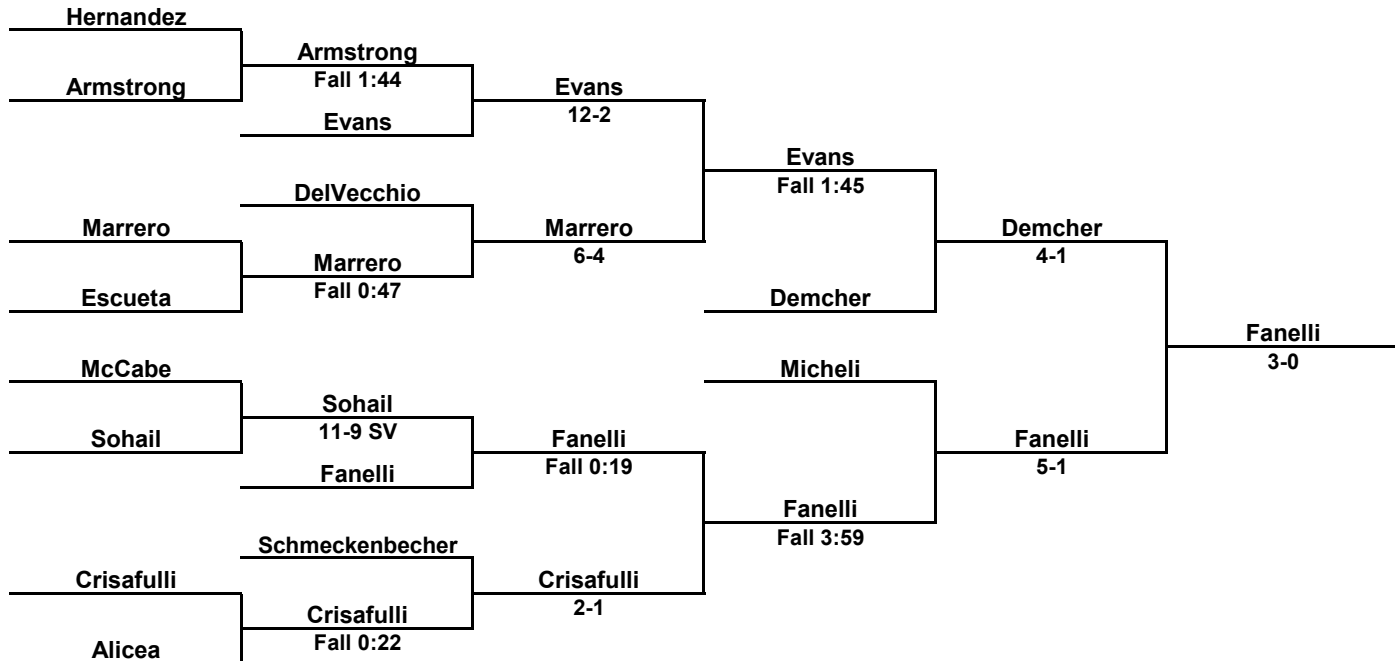 Hernandez
Armstrong
Fall 1:44
Armstrong
Evans
12-2
Evans
Evans
Fall 1:45
DelVecchio
Marrero
Marrero
6-4
Demcher
4-1
Marrero
Fall 0:47
Escueta
Demcher
Fanelli
3-0
McCabe
Micheli
Sohail
11-9 SV
Sohail
Fanelli
Fall 0:19
Fanelli
5-1
Fanelli
Fanelli
Fall 3:59
Schmeckenbecher
Crisafulli
Crisafulli
2-1
Crisafulli
Fall 0:22
Alicea